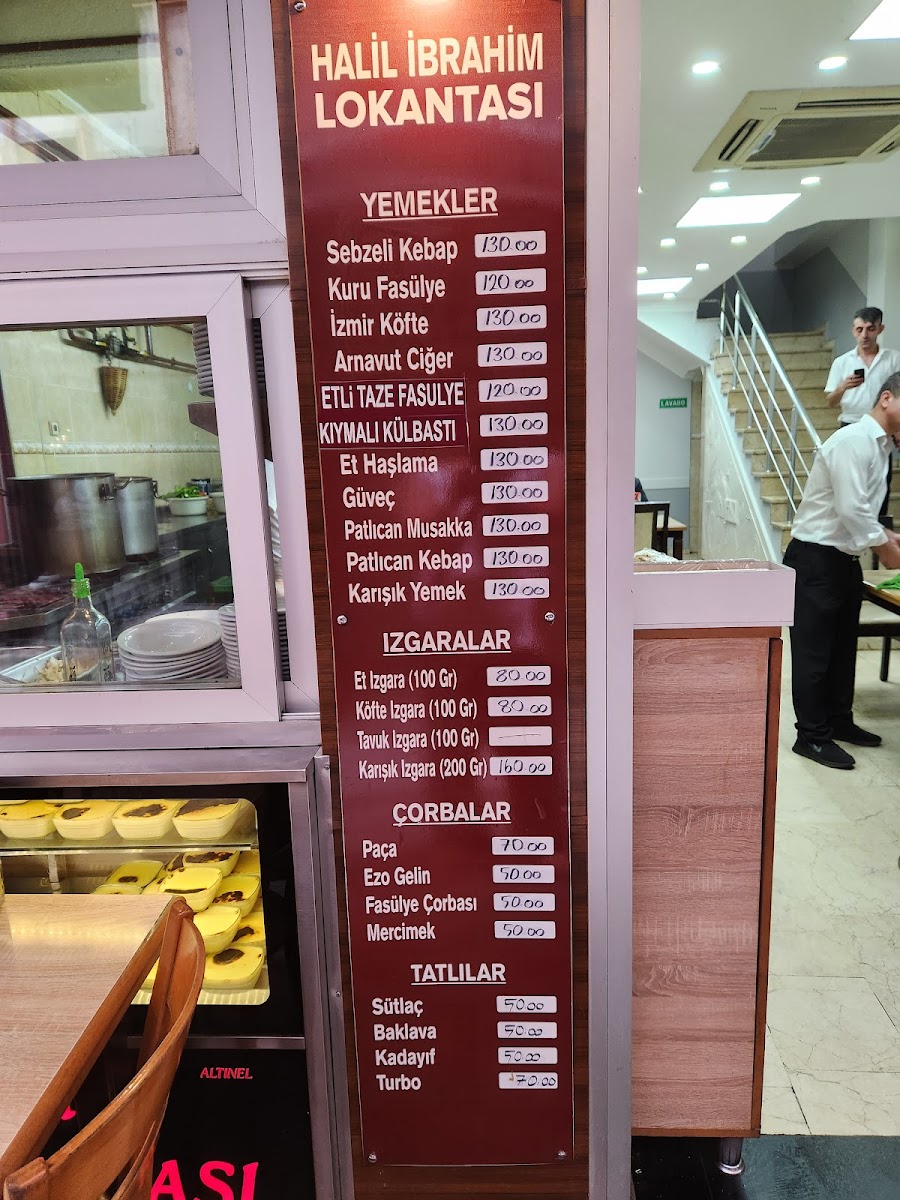 HALİL İBRAHİM
LOKANTASI
YEMEKLER
Sebzeli Kebap 130.00
Kuru Fasülye 120.00
İzmir Köfte 130.00
Arnavut Ciğer 130.00
ETLİ TAZE FASULYE 120.00
KIYMALI KÜLBASTI 130.00
Et Haşlama 130.00
Güveç 130.00
Patlıcan Musakka 130.00
Patlıcan Kebap 130.00
Karışık Yemek 130.00
IZGARALAR
Et Izgara (100 Gr) 80.00
Köfte Izgara (100 Gr) 80.00
Tavuk Izgara (100 Gr)
Karışık Izgara (200 Gr) 160.00
ÇORBALAR
Paça 70.00
Ezo Gelin 50.00
Fasülye Çorbası 50.00
Mercimek 50.00
TATLILAR
Sütlaç 50.00
Baklava 50.00
Kadayıf 50.00
Turbo 70.00
LAVABO
ALTINEL
ASI